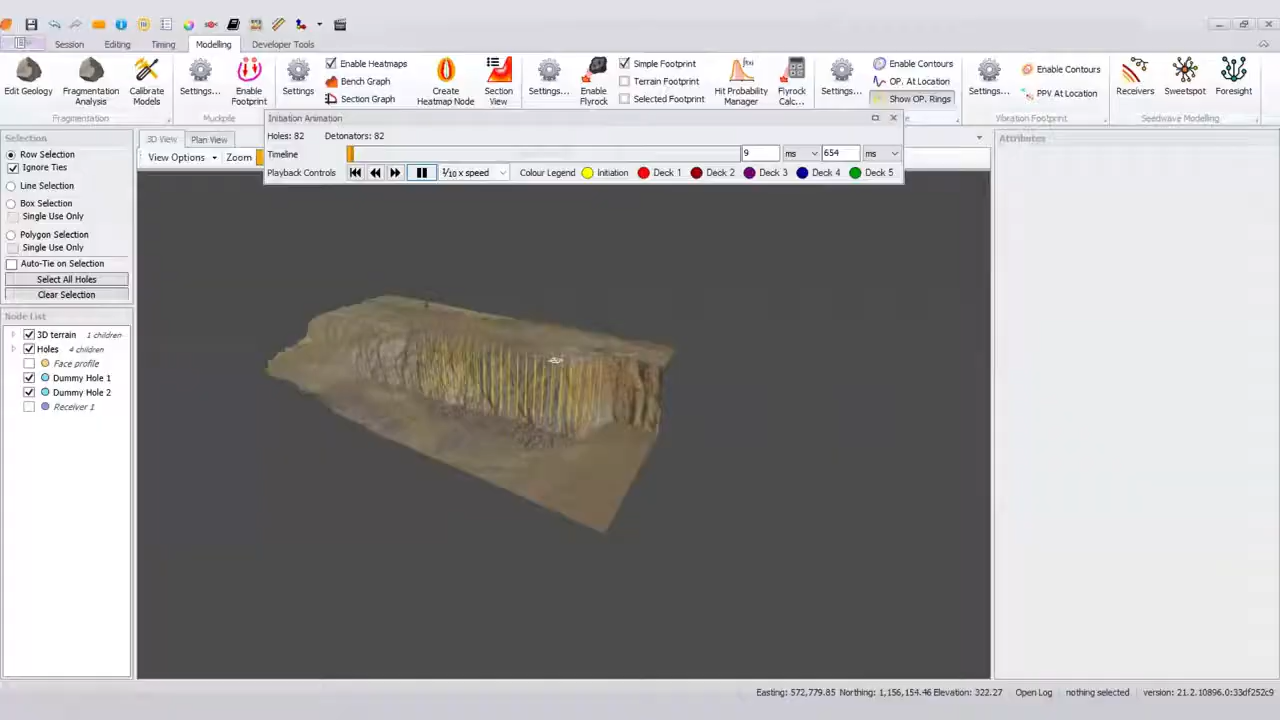 Session Editing Timing Modelling Developer Tools
Edit Geology Fragmentation Analysis Calibrate Models Settings... Enable Footprint Settings Create Heatmap Node Section View Settings... Enable Flyrock Hit Probability Manager Flyrock Calc... Settings... Settings... Receivers Sweetspot Foresight
Enable Heatmaps Simple Footprint Enable Contours Enable Contours
Bench Graph Terrain Footprint OP. At Location PPV At Location
Section Graph Selected Footprint Show OP. Rings
Fragmentation Muckpile Vibration Footprint Seedwave Modelling
Initiation Animation
Holes: 82 Detonators: 82
Timeline 9 ms 654 ms
Playback Controls 1/10 x speed Colour Legend Initiation Deck 1 Deck 2 Deck 3 Deck 4 Deck 5
Selection
Row Selection
Ignore Ties
Line Selection
Box Selection
Single Use Only
Polygon Selection
Single Use Only
Auto-Tie on Selection
Select All Holes
Clear Selection
Node List
3D terrain 1 children
Holes 4 children
Face profile
Dummy Hole 1
Dummy Hole 2
Receiver 1
3D View Plan View
View Options Zoom
Attributes
Easting: 572,779.85 Northing: 1,156,154.46 Elevation: 322.27 Open Log nothing selected version: 21.2.10896.0:33df252c9